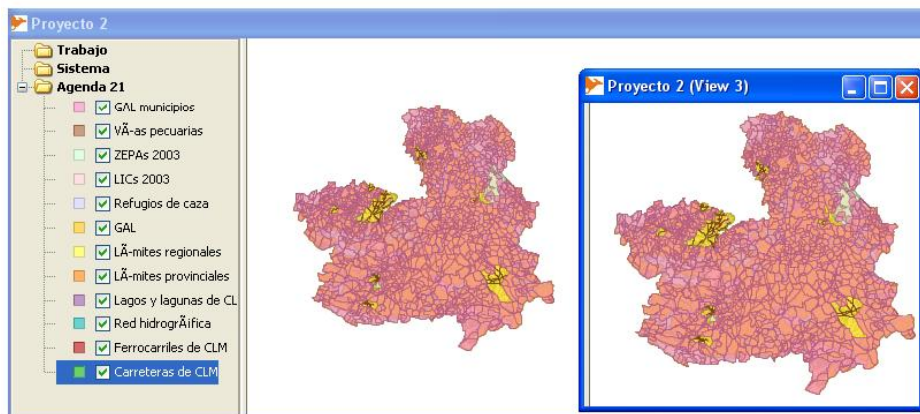 Proyecto 2
Trabajo
Sistema
Agenda 21
GAL municipios
VÃ-as pecuarias
ZEPAs 2003
LICs 2003
Refugios de caza
GAL
LÃ-mites regionales
LÃ-mites provinciales
Lagos y lagunas de CL
Red hidrogrÃifica
Ferrocarriles de CLM
Carreteras de CLM
Proyecto 2 (View 3)